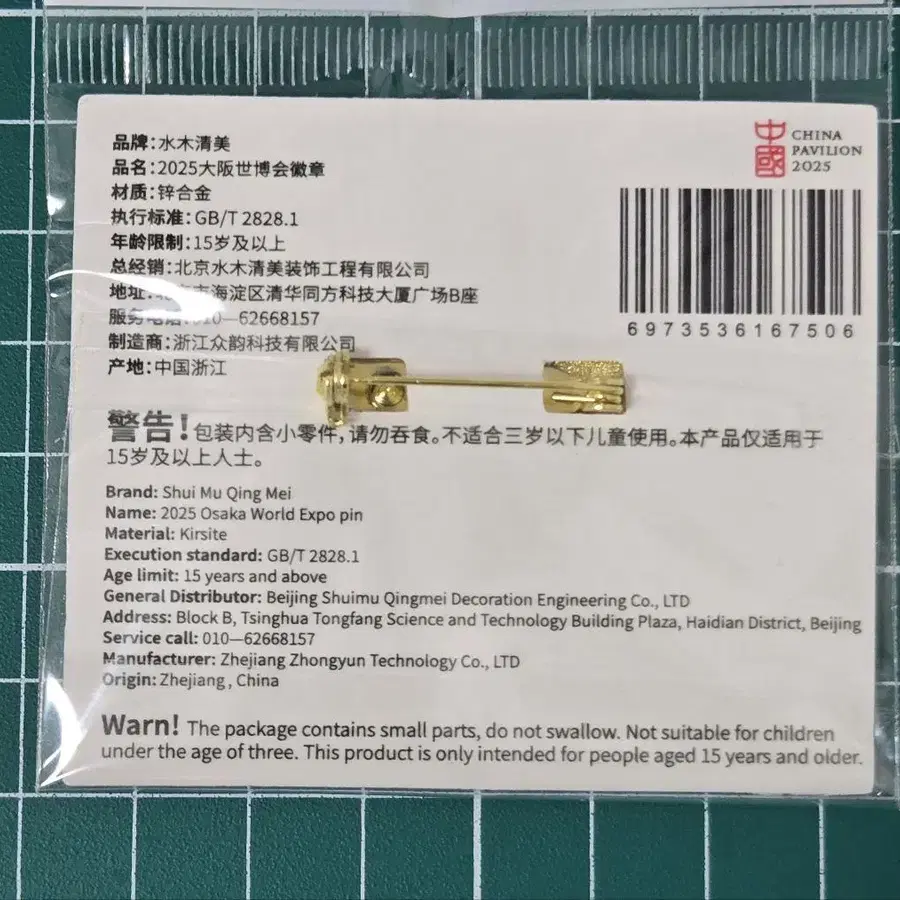 品牌：水木清美
品名：2025大阪世博会徽章
材质：锌合金
执行标准：GB/T 2828.1
年龄限制：15岁及以上
总经销：北京水木清美装饰工程有限公司
地址：海淀区清华同方科技大厦广场B座
服务电话：010—62668157
制造商：浙江众韵科技有限公司
产地：中国浙江
中國
CHINA
PAVILION
2025
6973536167506
警告！包装内含小零件，请勿吞食。不适合三岁以下儿童使用。本产品仅适用于
15岁及以上人士。
Brand: Shui Mu Qing Mei
Name: 2025 Osaka World Expo pin
Material: Kirsite
Execution standard: GB/T 2828.1
Age limit: 15 years and above
General Distributor: Beijing Shuimu Qingmei Decoration Engineering Co., LTD
Address: Block B, Tsinghua Tongfang Science and Technology Building Plaza, Haidian District, Beijing
Service call: 010—62668157
Manufacturer: Zhejiang Zhongyun Technology Co., LTD
Origin: Zhejiang, China
Warn! The package contains small parts, do not swallow. Not suitable for children
under the age of three. This product is only intended for people aged 15 years and older.